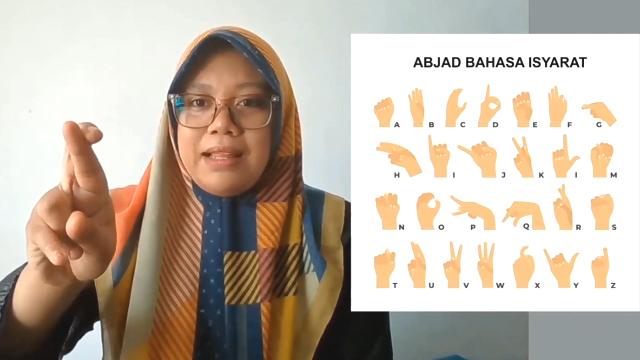 ABJAD BAHASA ISYARAT
A B C D E F G
H I J K I M
N O P Q R S
T U V W X Y Z